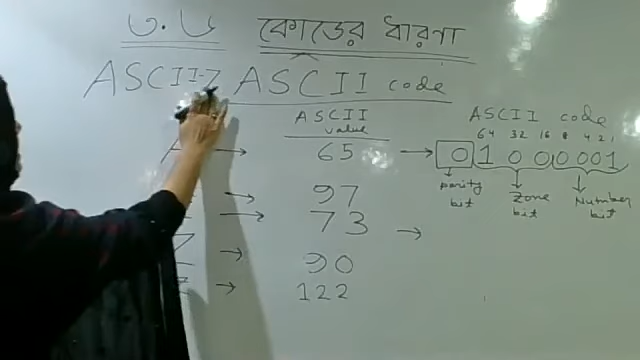 ৩.৬ কোডের ধারণা
ASCII-7 ASCII code
ASCII value
ASCII code
64 32 16 8 4 2 1
A → 65 → 0 1 0 0 0 0 0 1
parity bit
Zone bit
Number bit
→ 97
→ 73 →
Z → 90
→ 122